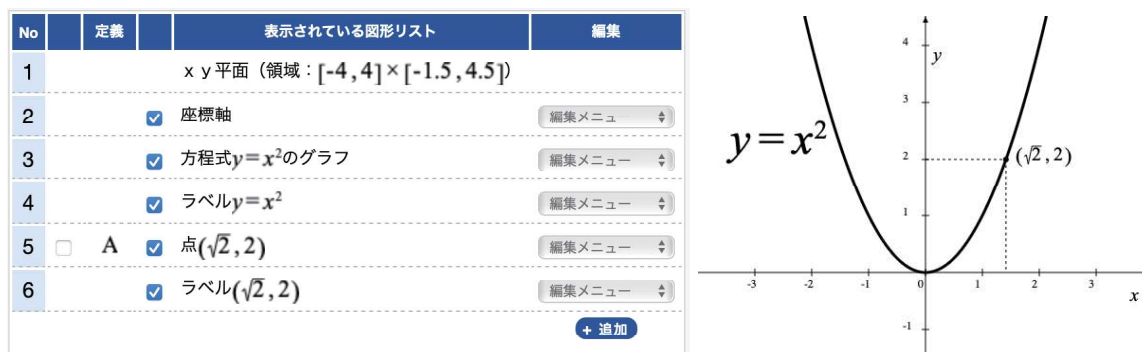 No 定義 表示されている図形リスト 編集
1 x y平面（領域：[-4,4]×[-1.5,4.5]）
2 座標軸 編集メニュ
3 方程式y=x²のグラフ 編集メニュー
4 ラベルy=x² 編集メニュー
5 A 点(√2,2) 編集メニュー
6 ラベル(√2,2) 編集メニュー
+ 追加
4
y
3
y=x²
2
(√2,2)
1
-3 -2 -1 0 1 2 3
x
-1